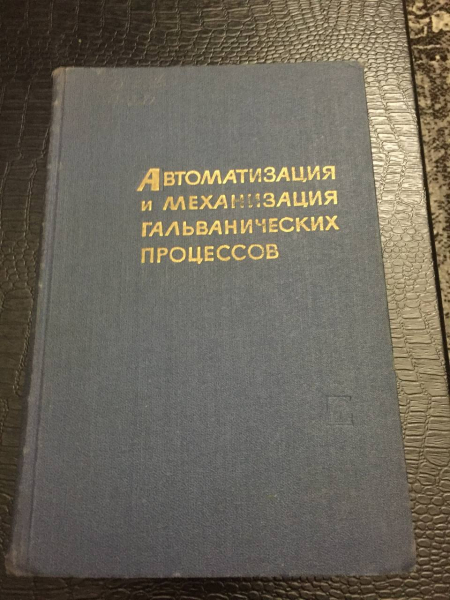 Автоматизация
и механизация
гальванических
процессов